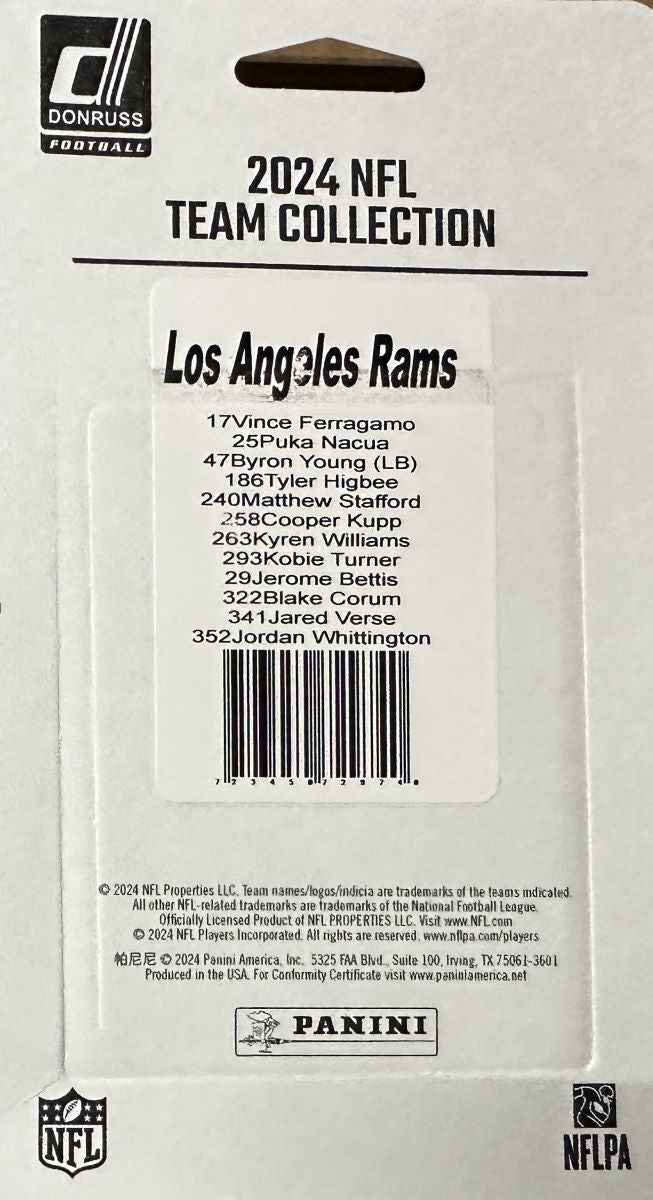 DONRUSS
FOOTBALL
2024 NFL
TEAM COLLECTION
Los Angeles Rams
17Vince Ferragamo
25Puka Nacua
47Byron Young (LB)
186Tyler Higbee
240Matthew Stafford
258Cooper Kupp
263Kyren Williams
293Kobie Turner
29Jerome Bettis
322Blake Corum
341Jared Verse
352Jordan Whittington
© 2024 NFL Properties LLC. Team names/logos/indicia are trademarks of the teams indicated.
All other NFL-related trademarks are trademarks of the National Football League.
Officially Licensed Product of NFL PROPERTIES LLC. Visit www.NFL.com
© 2024 NFL Players Incorporated. All rights are reserved. www.nflpa.com/players
帕尼尼 © 2024 Panini America, Inc. 5325 FAA Blvd., Suite 100, Irving, TX 75061-3601
Produced in the USA. For Conformity Certificate visit www.paniniamerica.net
PANINI
NFL
NFLPA